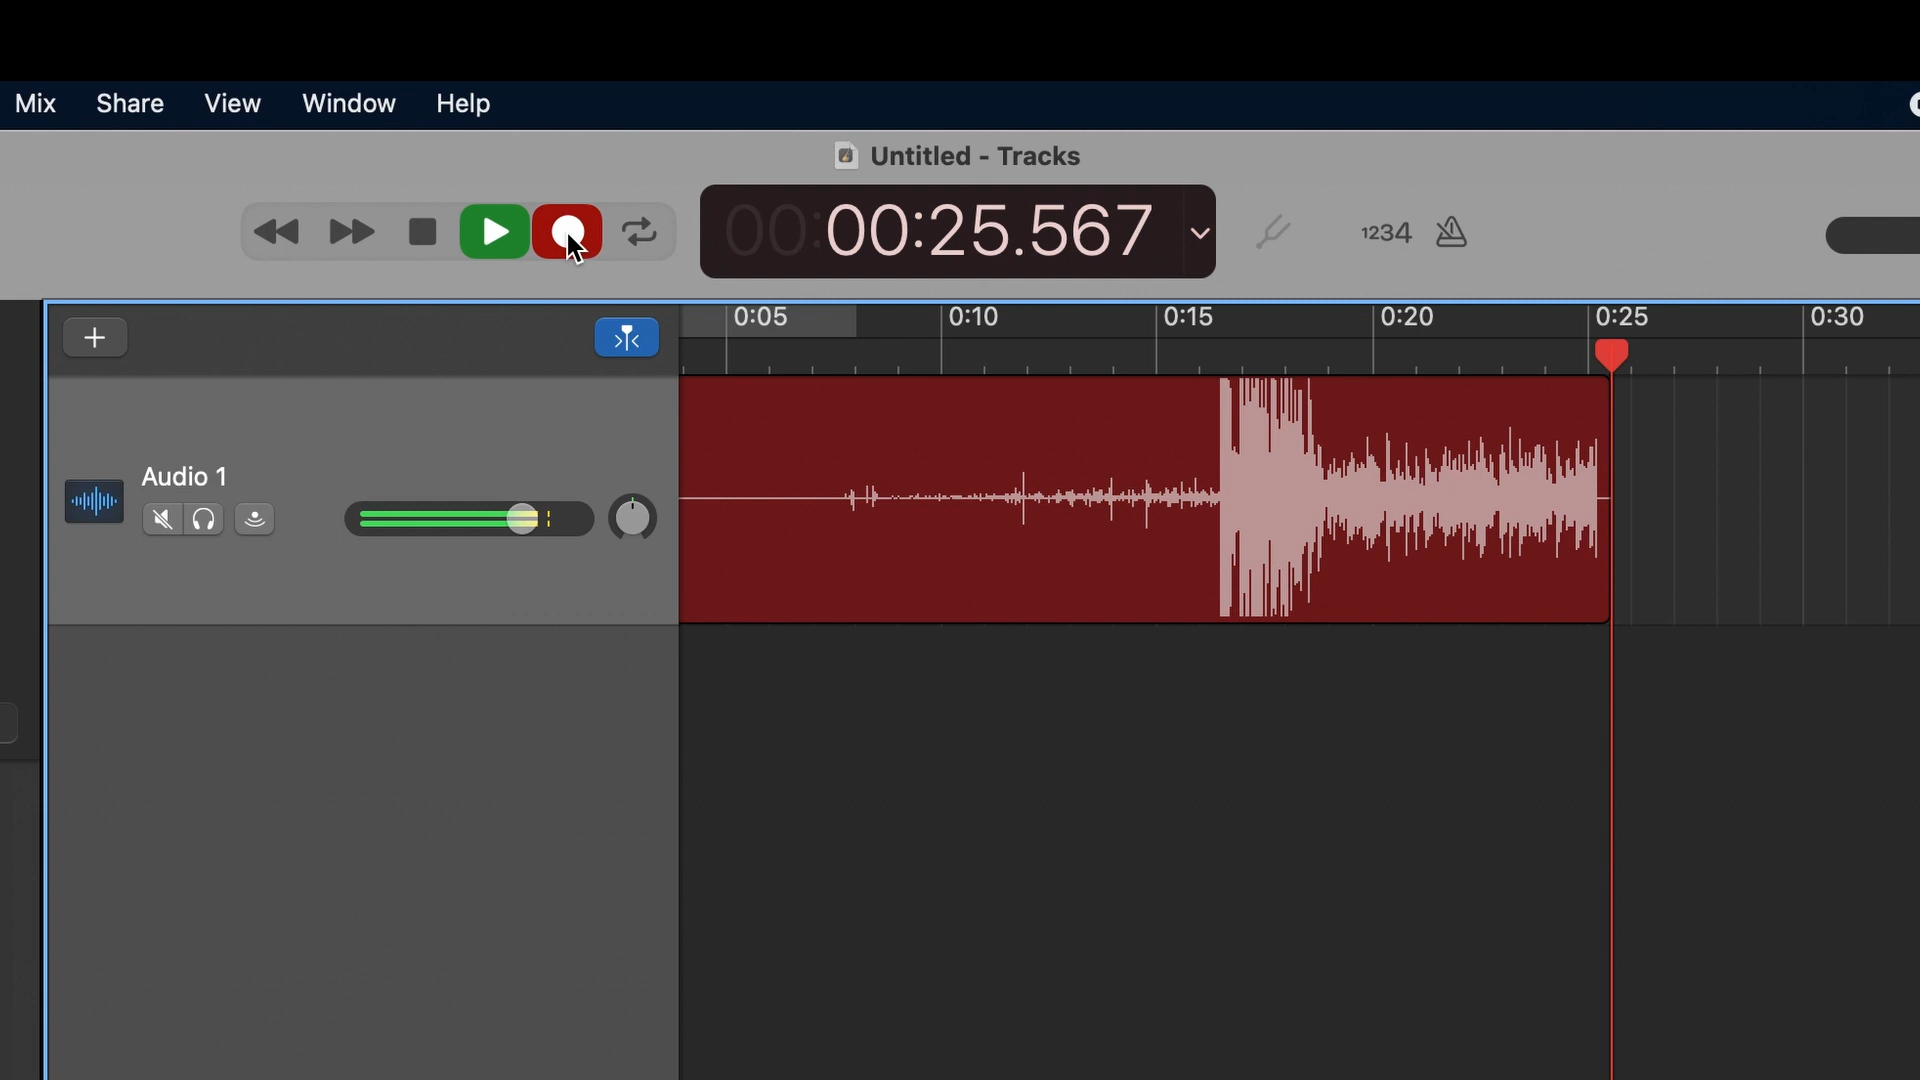 Mix Share View Window Help
Untitled - Tracks
00:00:25.567
1234
0:05 0:10 0:15 0:20 0:25 0:30
Audio 1